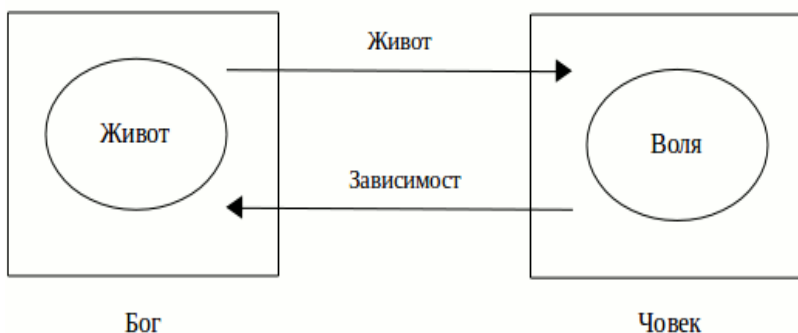 Живот
Живот
Воля
Зависимост
Бог
Човек